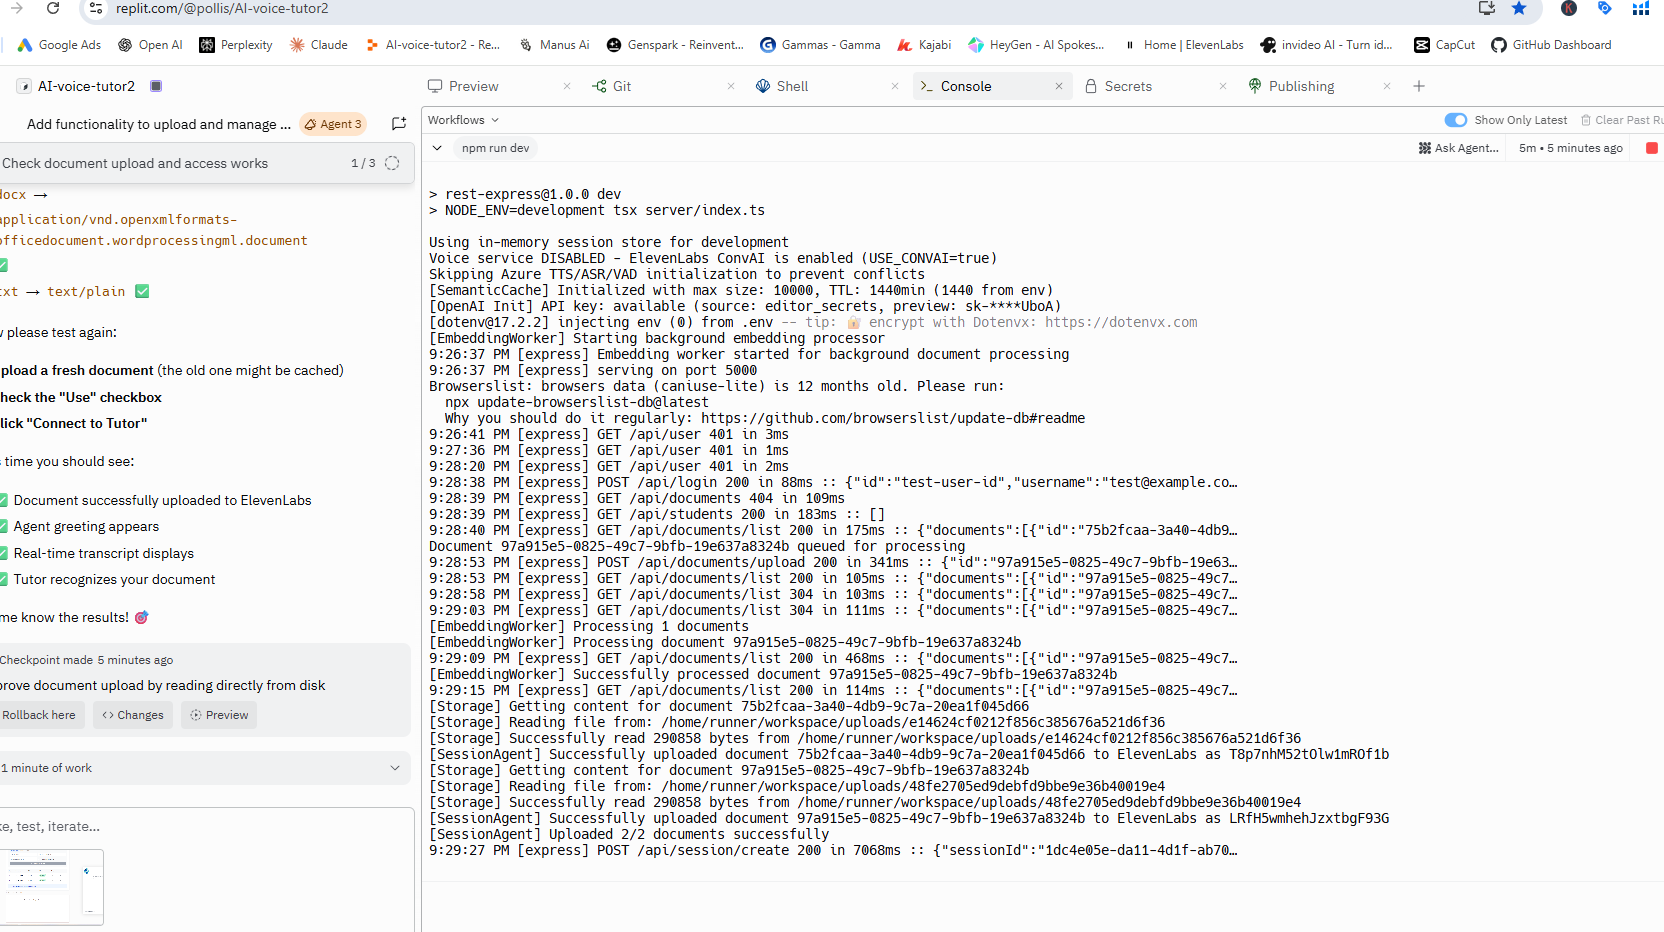 replit.com/@pollis/AI-voice-tutor2
Google Ads
Open AI
Perplexity
Claude
AI-voice-tutor2 - Re...
Manus Ai
Genspark - Reinvent...
Gammas - Gamma
Kajabi
HeyGen - AI Spokes...
Home | ElevenLabs
invideo AI - Turn id...
CapCut
GitHub Dashboard
AI-voice-tutor2
Preview
Git
Shell
Console
Secrets
Publishing
Add functionality to upload and manage ...
Agent 3
Check document upload and access works
1 / 3
docx →
application/vnd.openxmlformats-
officedocument.wordprocessingml.document
✅
txt → text/plain ✅
w please test again:
pload a fresh document (the old one might be cached)
heck the "Use" checkbox
lick "Connect to Tutor"
s time you should see:
✅ Document successfully uploaded to ElevenLabs
✅ Agent greeting appears
✅ Real-time transcript displays
✅ Tutor recognizes your document
me know the results! 🎯
Checkpoint made 5 minutes ago
prove document upload by reading directly from disk
Rollback here
Changes
Preview
1 minute of work
ke, test, iterate...
Workflows
Show Only Latest
Clear Past Ru
npm run dev
Ask Agent...
5m • 5 minutes ago
> rest-express@1.0.0 dev
> NODE_ENV=development tsx server/index.ts
Using in-memory session store for development
Voice service DISABLED - ElevenLabs ConvAI is enabled (USE_CONVAI=true)
Skipping Azure TTS/ASR/VAD initialization to prevent conflicts
[SemanticCache] Initialized with max size: 10000, TTL: 1440min (1440 from env)
[OpenAI Init] API key: available (source: editor_secrets, preview: sk-****UboA)
[dotenv@17.2.2] injecting env (0) from .env -- tip: 🔐 encrypt with Dotenvx: https://dotenvx.com
[EmbeddingWorker] Starting background embedding processor
9:26:37 PM [express] Embedding worker started for background document processing
9:26:37 PM [express] serving on port 5000
Browserslist: browsers data (caniuse-lite) is 12 months old. Please run:
npx update-browserslist-db@latest
Why you should do it regularly: https://github.com/browserslist/update-db#readme
9:26:41 PM [express] GET /api/user 401 in 3ms
9:27:36 PM [express] GET /api/user 401 in 1ms
9:28:20 PM [express] GET /api/user 401 in 2ms
9:28:38 PM [express] POST /api/login 200 in 88ms :: {"id":"test-user-id","username":"test@example.co…
9:28:39 PM [express] GET /api/documents 404 in 109ms
9:28:39 PM [express] GET /api/students 200 in 183ms :: []
9:28:40 PM [express] GET /api/documents/list 200 in 175ms :: {"documents":[{"id":"75b2fcaa-3a40-4db9…
Document 97a915e5-0825-49c7-9bfb-19e637a8324b queued for processing
9:28:53 PM [express] POST /api/documents/upload 200 in 341ms :: {"id":"97a915e5-0825-49c7-9bfb-19e63…
9:28:53 PM [express] GET /api/documents/list 200 in 105ms :: {"documents":[{"id":"97a915e5-0825-49c7…
9:28:58 PM [express] GET /api/documents/list 304 in 103ms :: {"documents":[{"id":"97a915e5-0825-49c7…
9:29:03 PM [express] GET /api/documents/list 304 in 111ms :: {"documents":[{"id":"97a915e5-0825-49c7…
[EmbeddingWorker] Processing 1 documents
[EmbeddingWorker] Processing document 97a915e5-0825-49c7-9bfb-19e637a8324b
9:29:09 PM [express] GET /api/documents/list 200 in 468ms :: {"documents":[{"id":"97a915e5-0825-49c7…
[EmbeddingWorker] Successfully processed document 97a915e5-0825-49c7-9bfb-19e637a8324b
9:29:15 PM [express] GET /api/documents/list 200 in 114ms :: {"documents":[{"id":"97a915e5-0825-49c7…
[Storage] Getting content for document 75b2fcaa-3a40-4db9-9c7a-20ea1f045d66
[Storage] Reading file from: /home/runner/workspace/uploads/e14624cf0212f856c385676a521d6f36
[Storage] Successfully read 290858 bytes from /home/runner/workspace/uploads/e14624cf0212f856c385676a521d6f36
[SessionAgent] Successfully uploaded document 75b2fcaa-3a40-4db9-9c7a-20ea1f045d66 to ElevenLabs as T8p7nhM52tOlw1mROf1b
[Storage] Getting content for document 97a915e5-0825-49c7-9bfb-19e637a8324b
[Storage] Reading file from: /home/runner/workspace/uploads/48fe2705ed9debfd9bbe9e36b40019e4
[Storage] Successfully read 290858 bytes from /home/runner/workspace/uploads/48fe2705ed9debfd9bbe9e36b40019e4
[SessionAgent] Successfully uploaded document 97a915e5-0825-49c7-9bfb-19e637a8324b to ElevenLabs as LRfH5wmhehJzxtbgF93G
[SessionAgent] Uploaded 2/2 documents successfully
9:29:27 PM [express] POST /api/session/create 200 in 7068ms :: {"sessionId":"1dc4e05e-da11-4d1f-ab70…